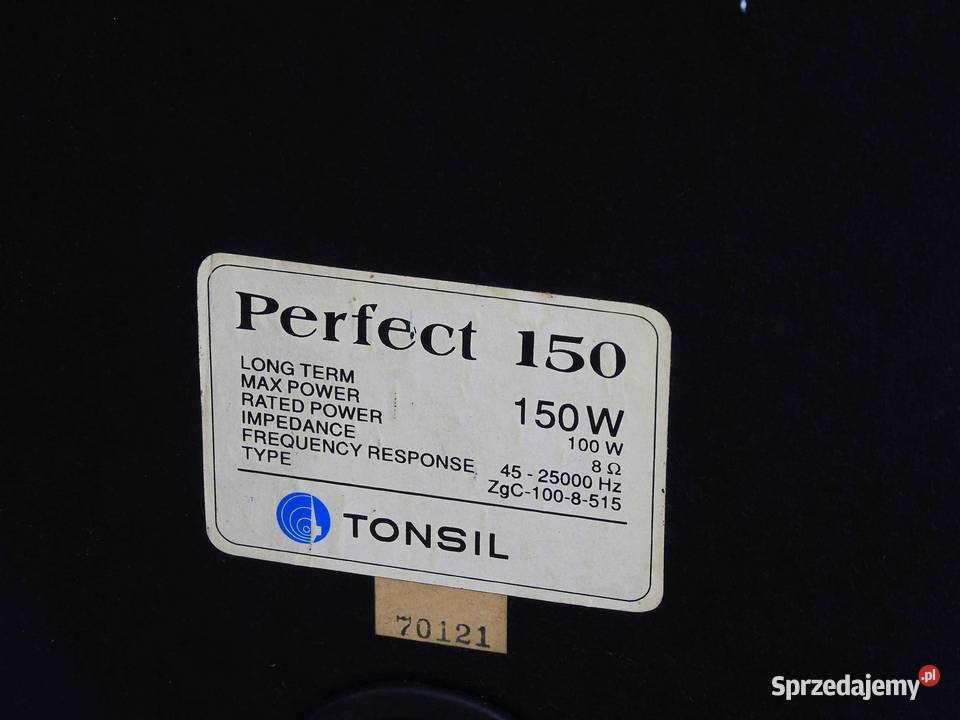 Perfect 150
LONG TERM
MAX POWER 150 W
RATED POWER 100 W
IMPEDANCE 8 Ω
FREQUENCY RESPONSE 45 - 25000 Hz
TYPE ZgC-100-8-515
TONSIL
70121
Sprzedajemy.pl